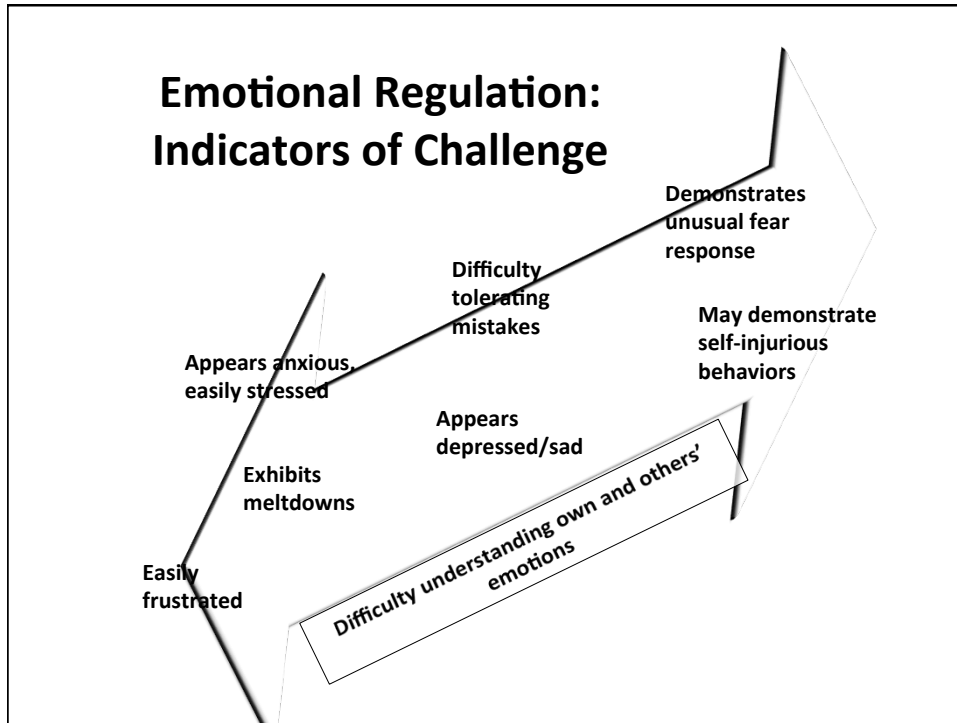 Emotional Regulation:
Indicators of Challenge
Demonstrates
unusual fear
response
Difficulty
tolerating
mistakes
May demonstrate
self-injurious
behaviors
Appears anxious,
easily stressed
Appears
depressed/sad
Exhibits
meltdowns
Easily
frustrated
Difficulty understanding own and others’
emotions